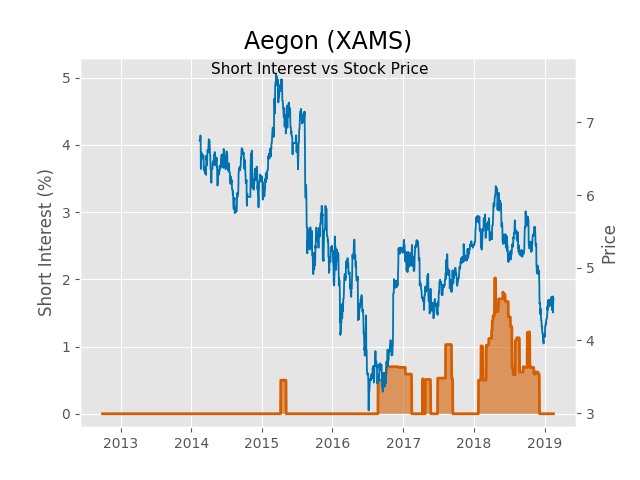 Aegon (XAMS)
Short Interest vs Stock Price
Short Interest (%)
5
4
3
2
1
0
7
6
5
4
3
Price
2013 2014 2015 2016 2017 2018 2019